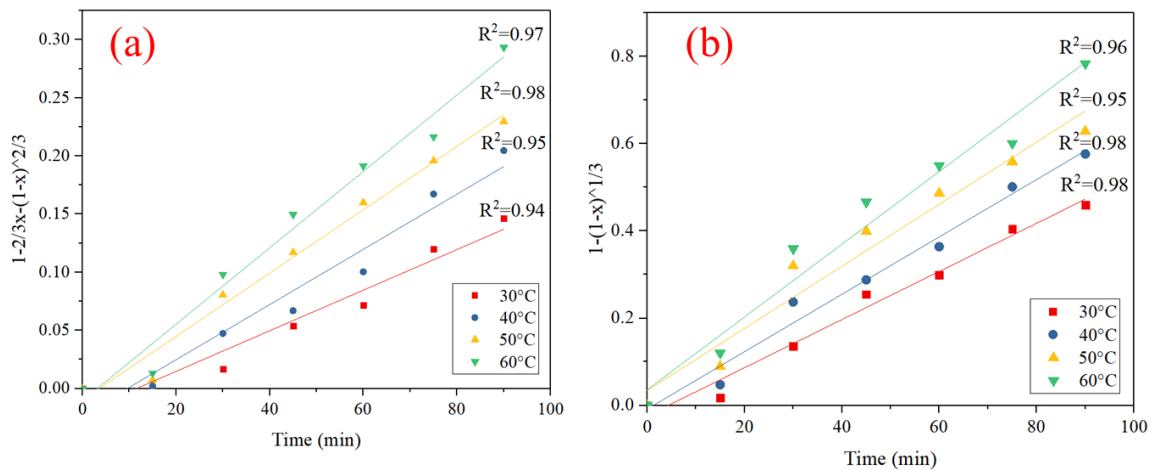 (a)
1-2/3x-(1-x)^2/3
0.30
0.25
0.20
0.15
0.10
0.05
0.00
R²=0.97
R²=0.98
R²=0.95
R²=0.94
30°C
40°C
50°C
60°C
0 20 40 60 80 100
Time (min)
(b)
1-(1-x)^1/3
0.8
0.6
0.4
0.2
0.0
R²=0.96
R²=0.95
R²=0.98
R²=0.98
30°C
40°C
50°C
60°C
0 20 40 60 80 100
Time (min)